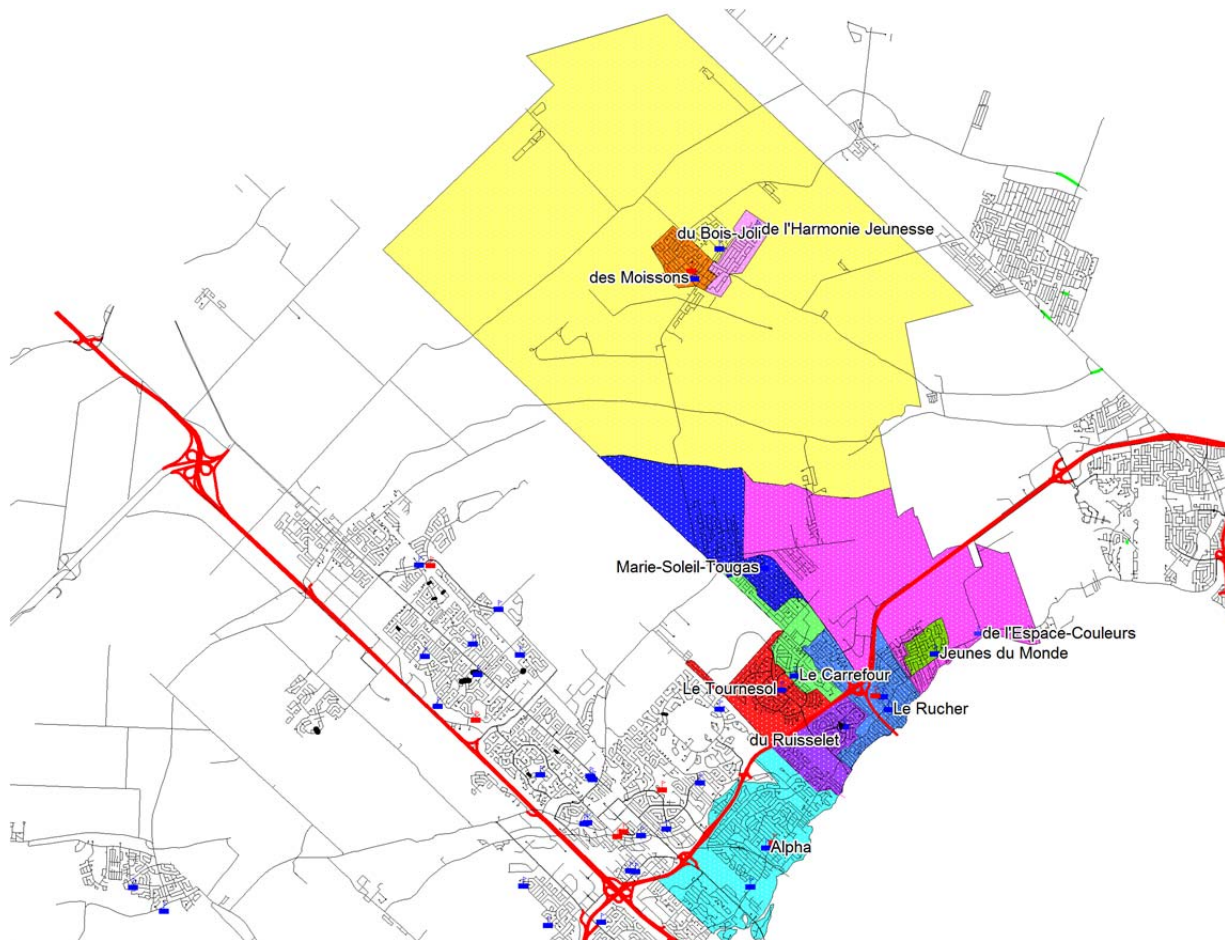 du Bois-Joli
de l'Harmonie Jeunesse
des Moissons
Marie-Soleil-Tougas
de l'Espace-Couleurs
Jeunes du Monde
Le Carrefour
Le Tournesol
Le Rucher
du Ruisselet
Alpha